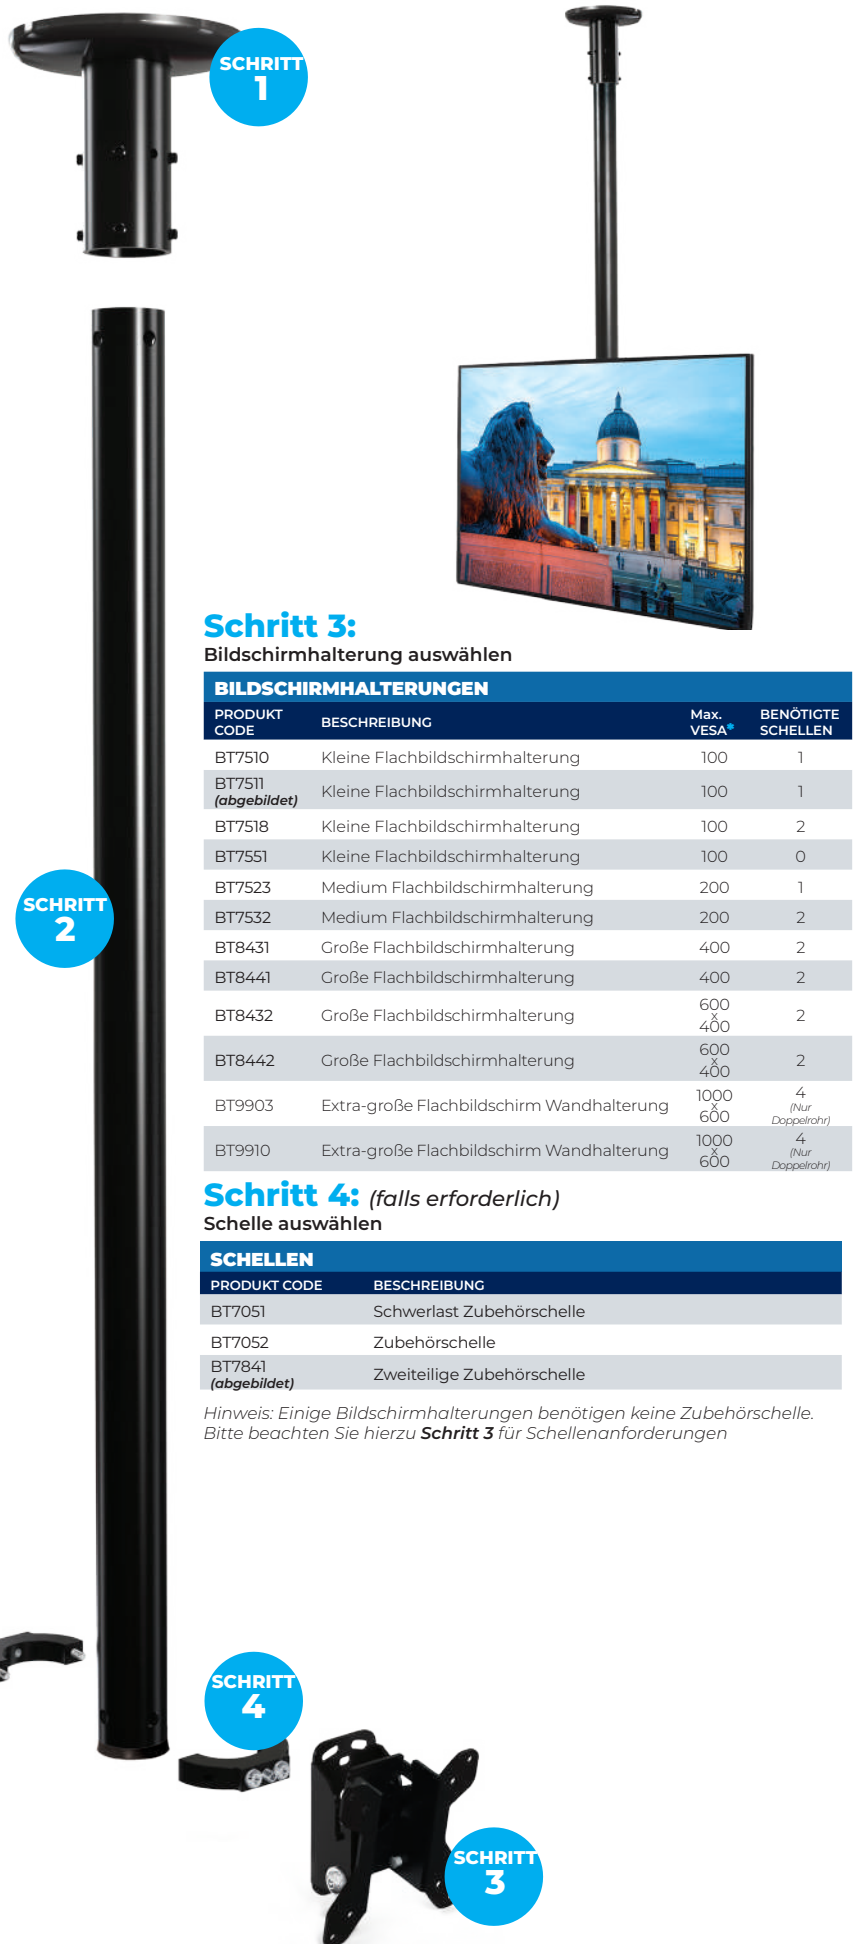 SCHRITT
1
Schritt 3:
Bildschirmhalterung auswählen
BILDSCHIRMHALTERUNGEN
PRODUKT CODE BESCHREIBUNG Max. VESA* BENÖTIGTE SCHELLEN
BT7510 Kleine Flachbildschirmhalterung 100 1
BT7511 (abgebildet) Kleine Flachbildschirmhalterung 100 1
BT7518 Kleine Flachbildschirmhalterung 100 2
BT7551 Kleine Flachbildschirmhalterung 100 0
BT7523 Medium Flachbildschirmhalterung 200 1
BT7532 Medium Flachbildschirmhalterung 200 2
BT8431 Große Flachbildschirmhalterung 400 2
BT8441 Große Flachbildschirmhalterung 400 2
BT8432 Große Flachbildschirmhalterung 600 x 400 2
BT8442 Große Flachbildschirmhalterung 600 x 400 2
BT9903 Extra-große Flachbildschirm Wandhalterung 1000 x 600 4 (Nur Doppelrohr)
BT9910 Extra-große Flachbildschirm Wandhalterung 1000 x 600 4 (Nur Doppelrohr)
SCHRITT
2
Schritt 4: (falls erforderlich)
Schelle auswählen
SCHELLEN
PRODUKT CODE BESCHREIBUNG
BT7051 Schwerlast Zubehörschelle
BT7052 Zubehörschelle
BT7841 (abgebildet) Zweiteilige Zubehörschelle
Hinweis: Einige Bildschirmhalterungen benötigen keine Zubehörschelle.
Bitte beachten Sie hierzu Schritt 3 für Schellenanforderungen
SCHRITT
4
SCHRITT
3